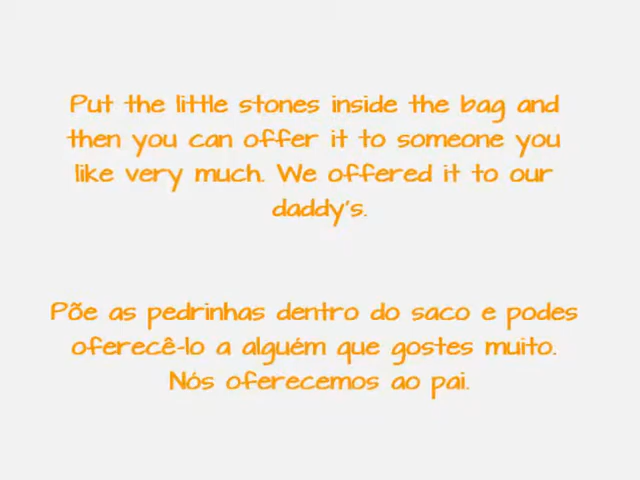 Put the little stones inside the bag and
then you can offer it to someone you
like very much. We offered it to our
daddy's.
Põe as pedrinhas dentro do saco e podes
oferecê-lo a alguém que gostes muito.
Nós oferecemos ao pai.